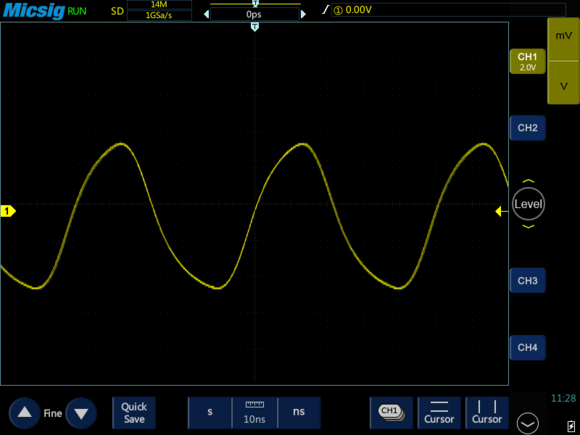 Micsig RUN SD 14M
1GSa/s
T
0ps
① 0.00V
T
mV
CH1
2.0V
V
CH2
1
Level
CH3
CH4
11:28
Fine
Quick
Save
s
10ns
ns
CH1
Cursor
Cursor